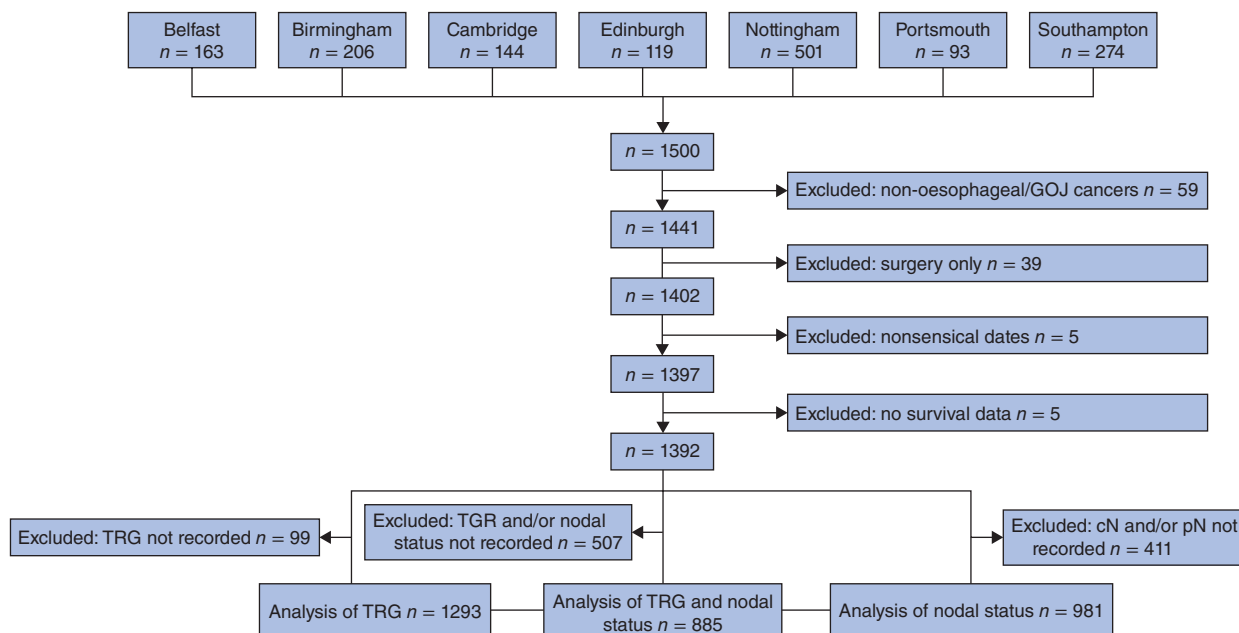 Belfast
n = 163
Birmingham
n = 206
Cambridge
n = 144
Edinburgh
n = 119
Nottingham
n = 501
Portsmouth
n = 93
Southampton
n = 274
n = 1500
Excluded: non-oesophageal/GOJ cancers n = 59
n = 1441
Excluded: surgery only n = 39
n = 1402
Excluded: nonsensical dates n = 5
n = 1397
Excluded: no survival data n = 5
n = 1392
Excluded: TRG not recorded n = 99
Excluded: TGR and/or nodal
status not recorded n = 507
Excluded: cN and/or pN not
recorded n = 411
Analysis of TRG n = 1293
Analysis of TRG and nodal
status n = 885
Analysis of nodal status n = 981